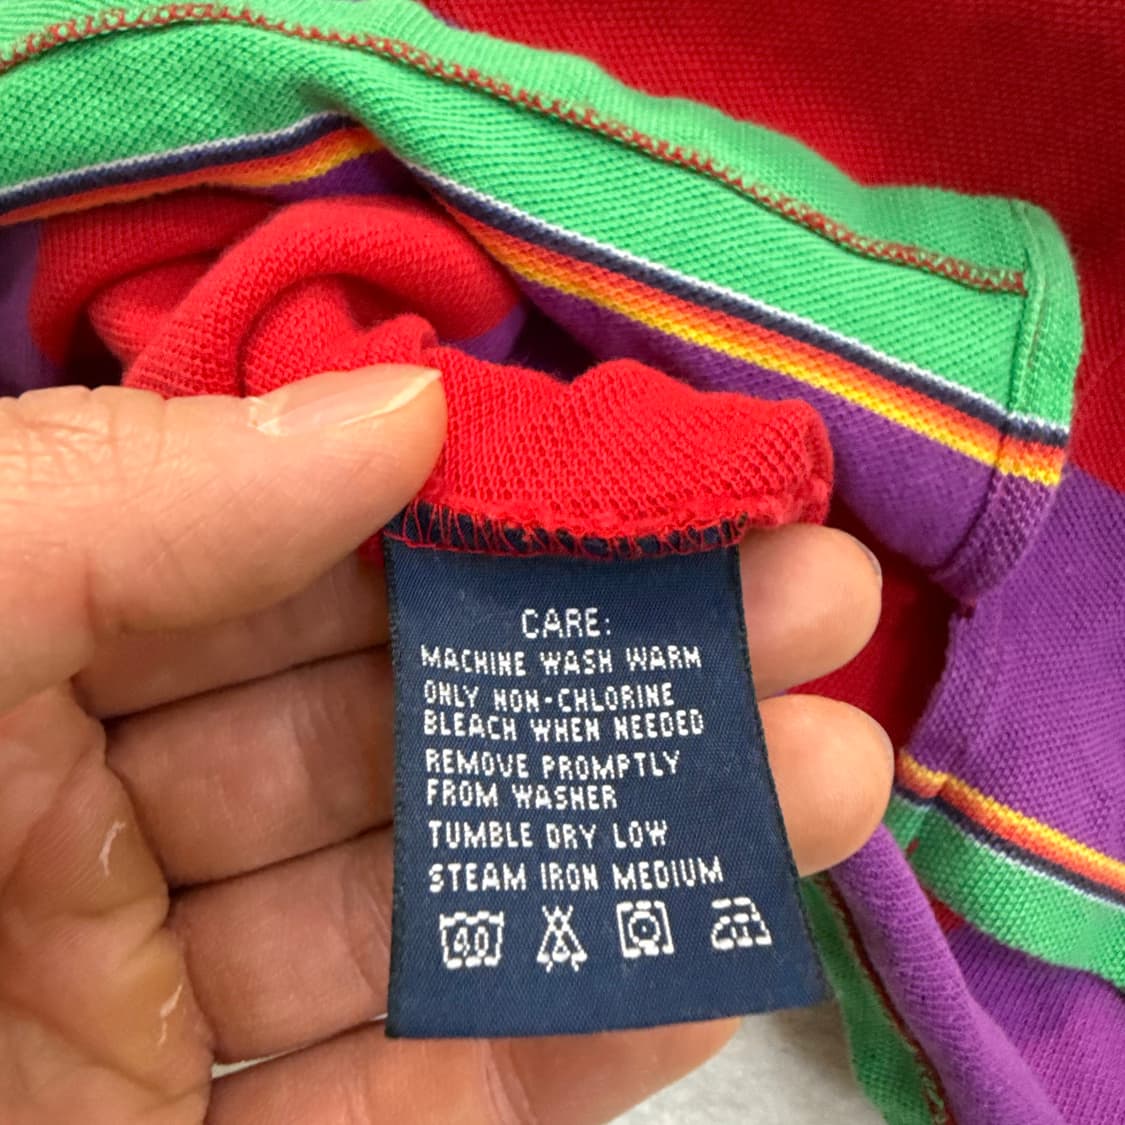 CARE:
MACHINE WASH WARM
ONLY NON-CHLORINE
BLEACH WHEN NEEDED
REMOVE PROMPTLY
FROM WASHER
TUMBLE DRY LOW
STEAM IRON MEDIUM
40